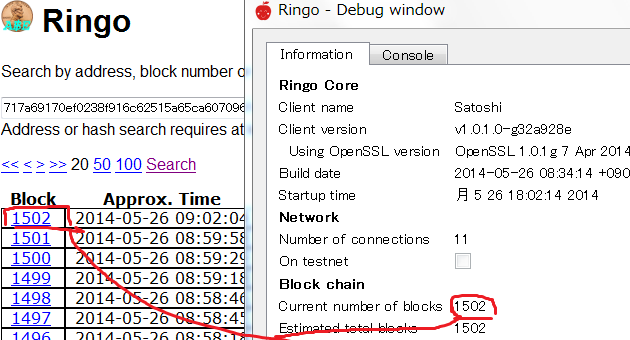 Ringo
Search by address, block number o
717a69170ef0238f916c62515a65ca607096
Address or hash search requires at
<< < > >> 20 50 100 Search
Block Approx. Time
1502 2014-05-26 09:02:04
1501 2014-05-26 08:59:58
1500 2014-05-26 08:59:29
1499 2014-05-26 08:59:18
1498 2014-05-26 08:58:46
1497 2014-05-26 08:58:45
1496 2014-05-26 08:58:18
Ringo - Debug window
Information Console
Ringo Core
Client name Satoshi
Client version v1.0.1.0-g32a928e
Using OpenSSL version OpenSSL 1.0.1g 7 Apr 2014
Build date 2014-05-26 08:34:14 +090
Startup time 月 5 26 18:02:14 2014
Network
Number of connections 11
On testnet
Block chain
Current number of blocks 1502
Estimated total blocks 1502